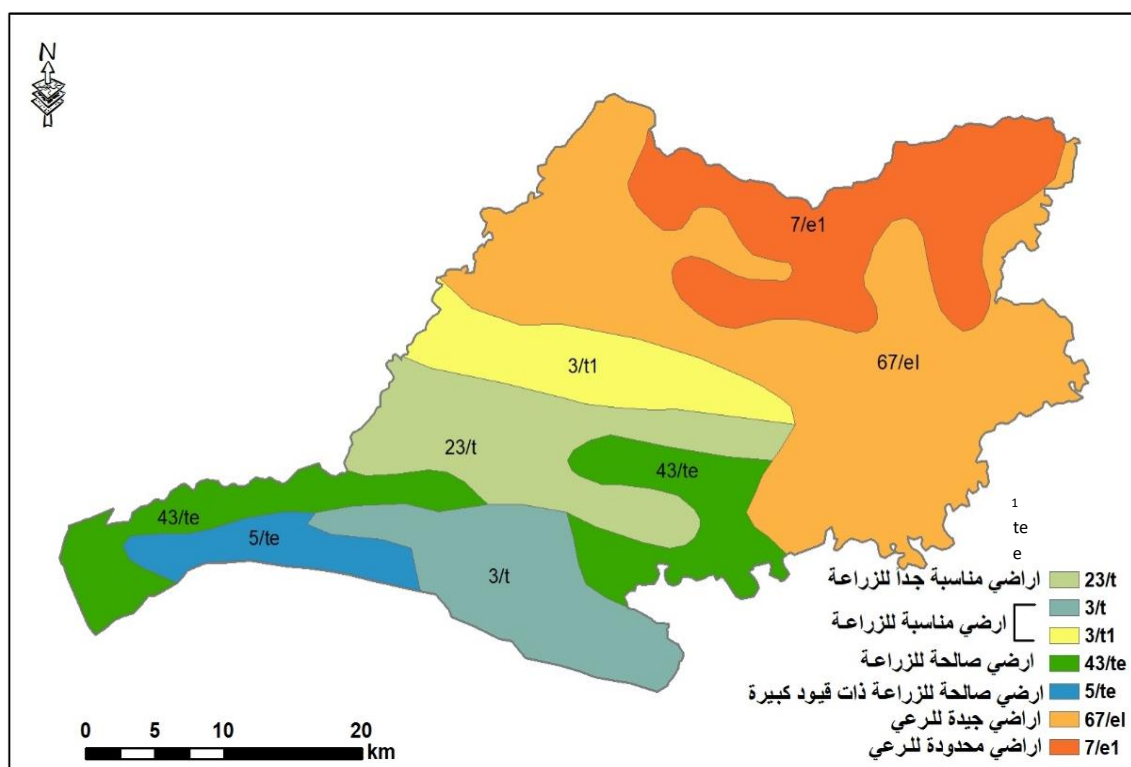 N
7/e1
67/el
3/t1
23/t
43/te
43/te
5/te
3/t
1
te
e
اراضي مناسبة جداً للزراعة 23/t
ارضي مناسبة للزراعة 3/t
3/t1
ارضي صالحة للزراعة 43/te
ارضي صالحة للزراعة ذات قيود كبيرة 5/te
اراضي جيدة للرعي 67/el
اراضي محدودة للرعي 7/e1
0 5 10 20
km